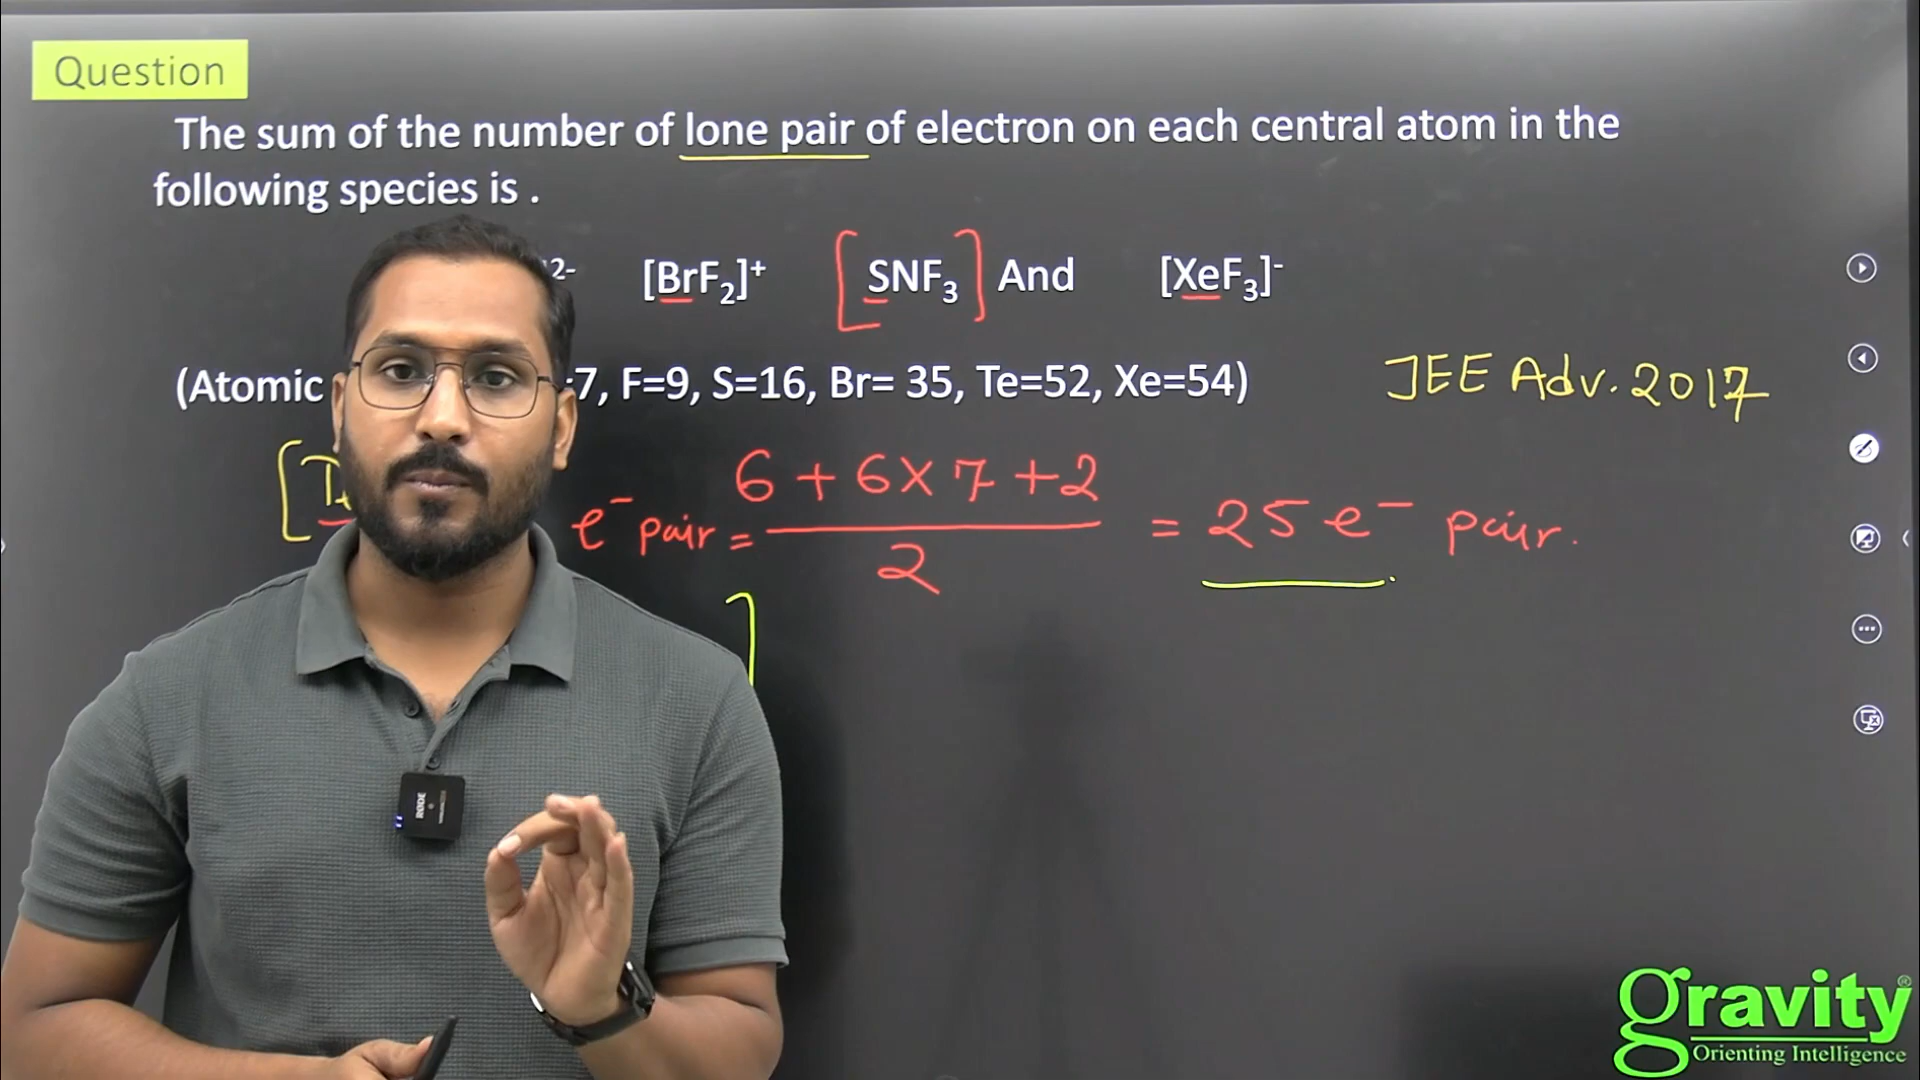 Question
The sum of the number of lone pair of electron on each central atom in the
following species is .
2- [BrF2]+ [SNF3] And [XeF3]-
(Atomic 7, F=9, S=16, Br= 35, Te=52, Xe=54)
JEE Adv. 2017
e- pair = 6 + 6 x 7 + 2 / 2 = 25 e- pair.
RØDE
gravity
Orienting Intelligence